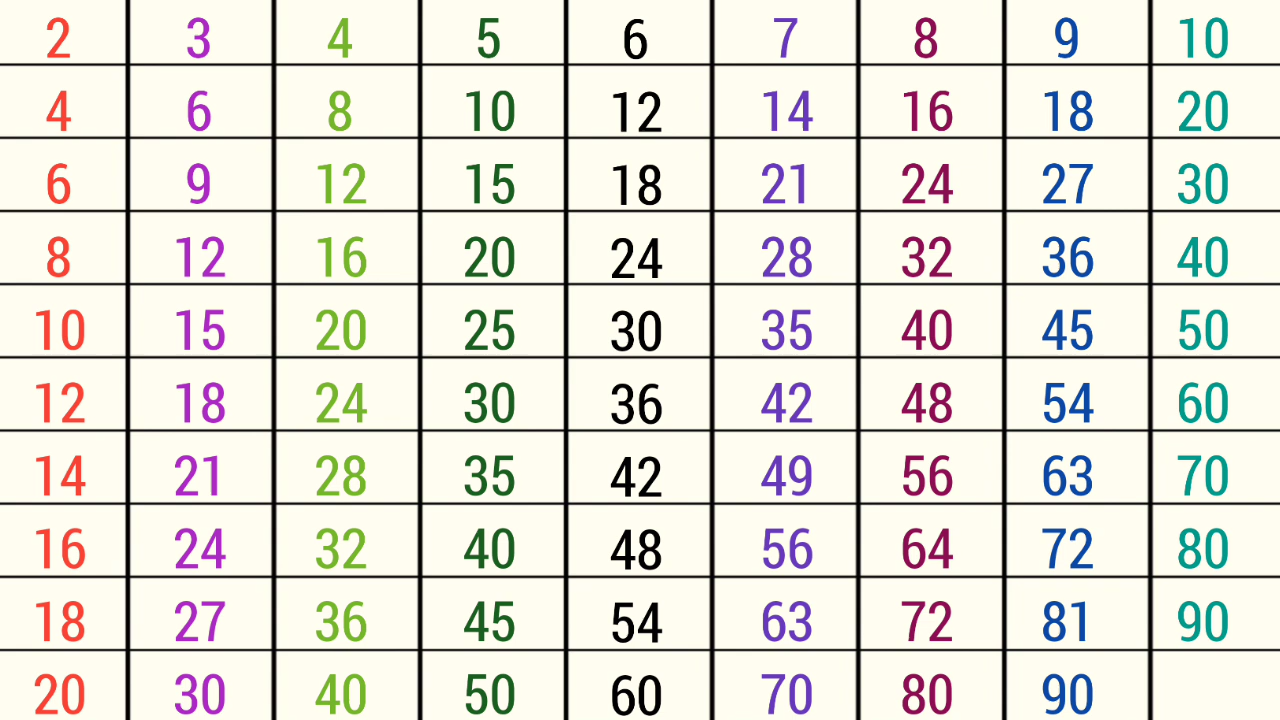 2 3 4 5 6 7 8 9 10
4 6 8 10 12 14 16 18 20
6 9 12 15 18 21 24 27 30
8 12 16 20 24 28 32 36 40
10 15 20 25 30 35 40 45 50
12 18 24 30 36 42 48 54 60
14 21 28 35 42 49 56 63 70
16 24 32 40 48 56 64 72 80
18 27 36 45 54 63 72 81 90
20 30 40 50 60 70 80 90